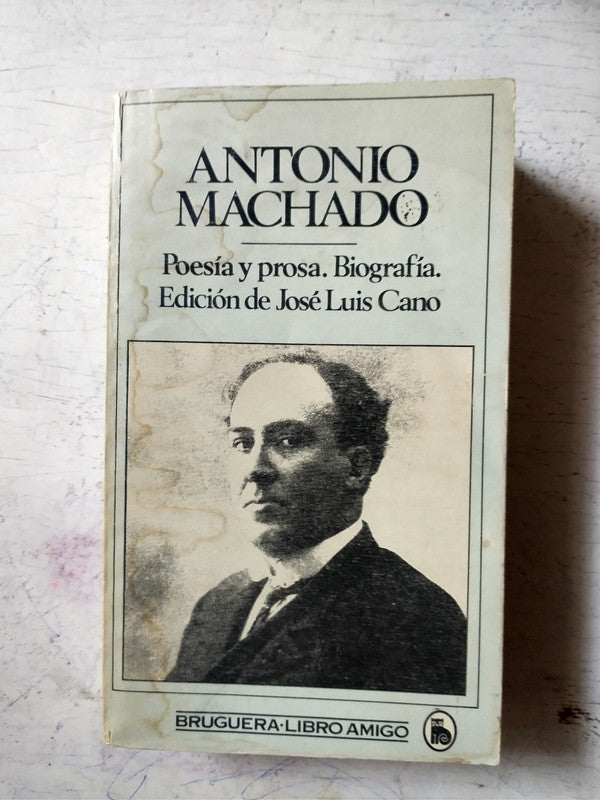 ANTONIO
MACHADO
Poesía y prosa. Biografía.
Edición de José Luis Cano
BRUGUERA·LIBRO AMIGO